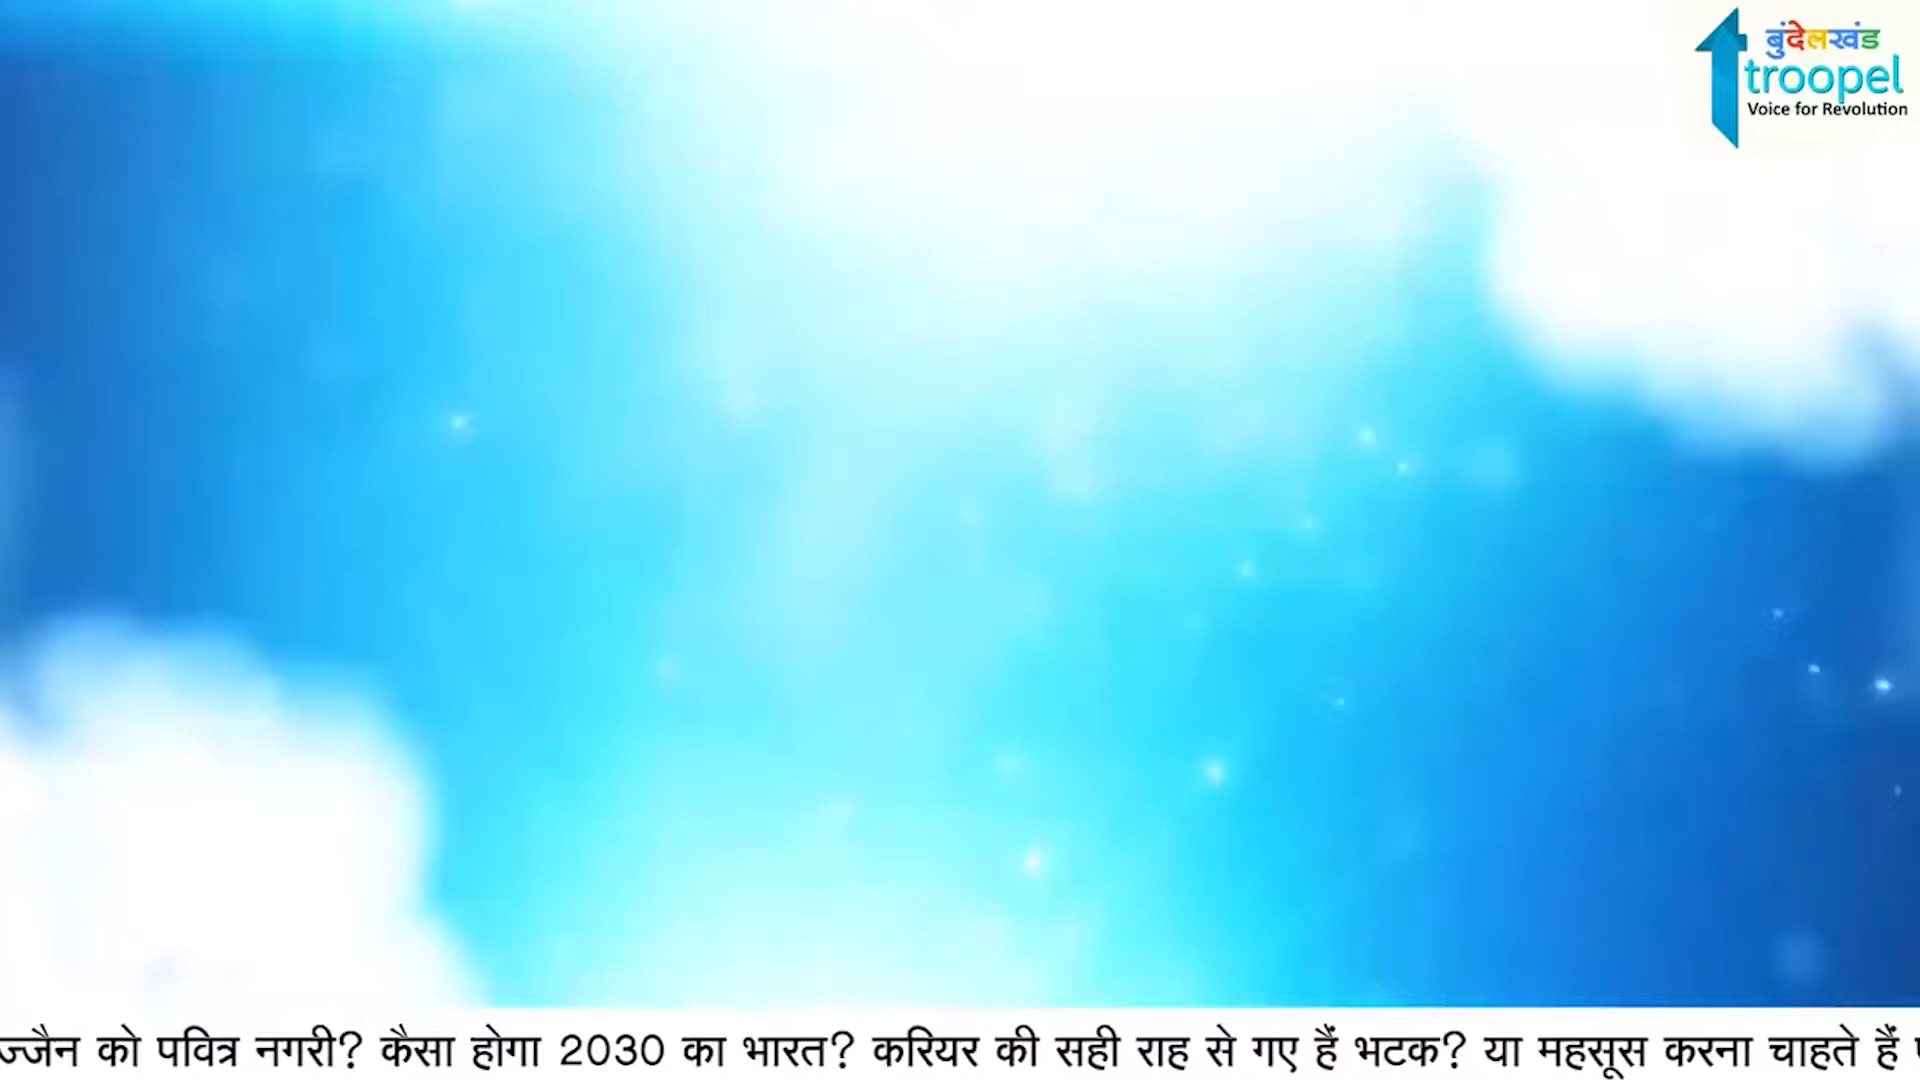 बुंदेलखंड
troopel
Voice for Revolution
ज्जैन को पवित्र नगरी? कैसा होगा 2030 का भारत? करियर की सही राह से गए हैं भटक? या महसूस करना चाहते हैं